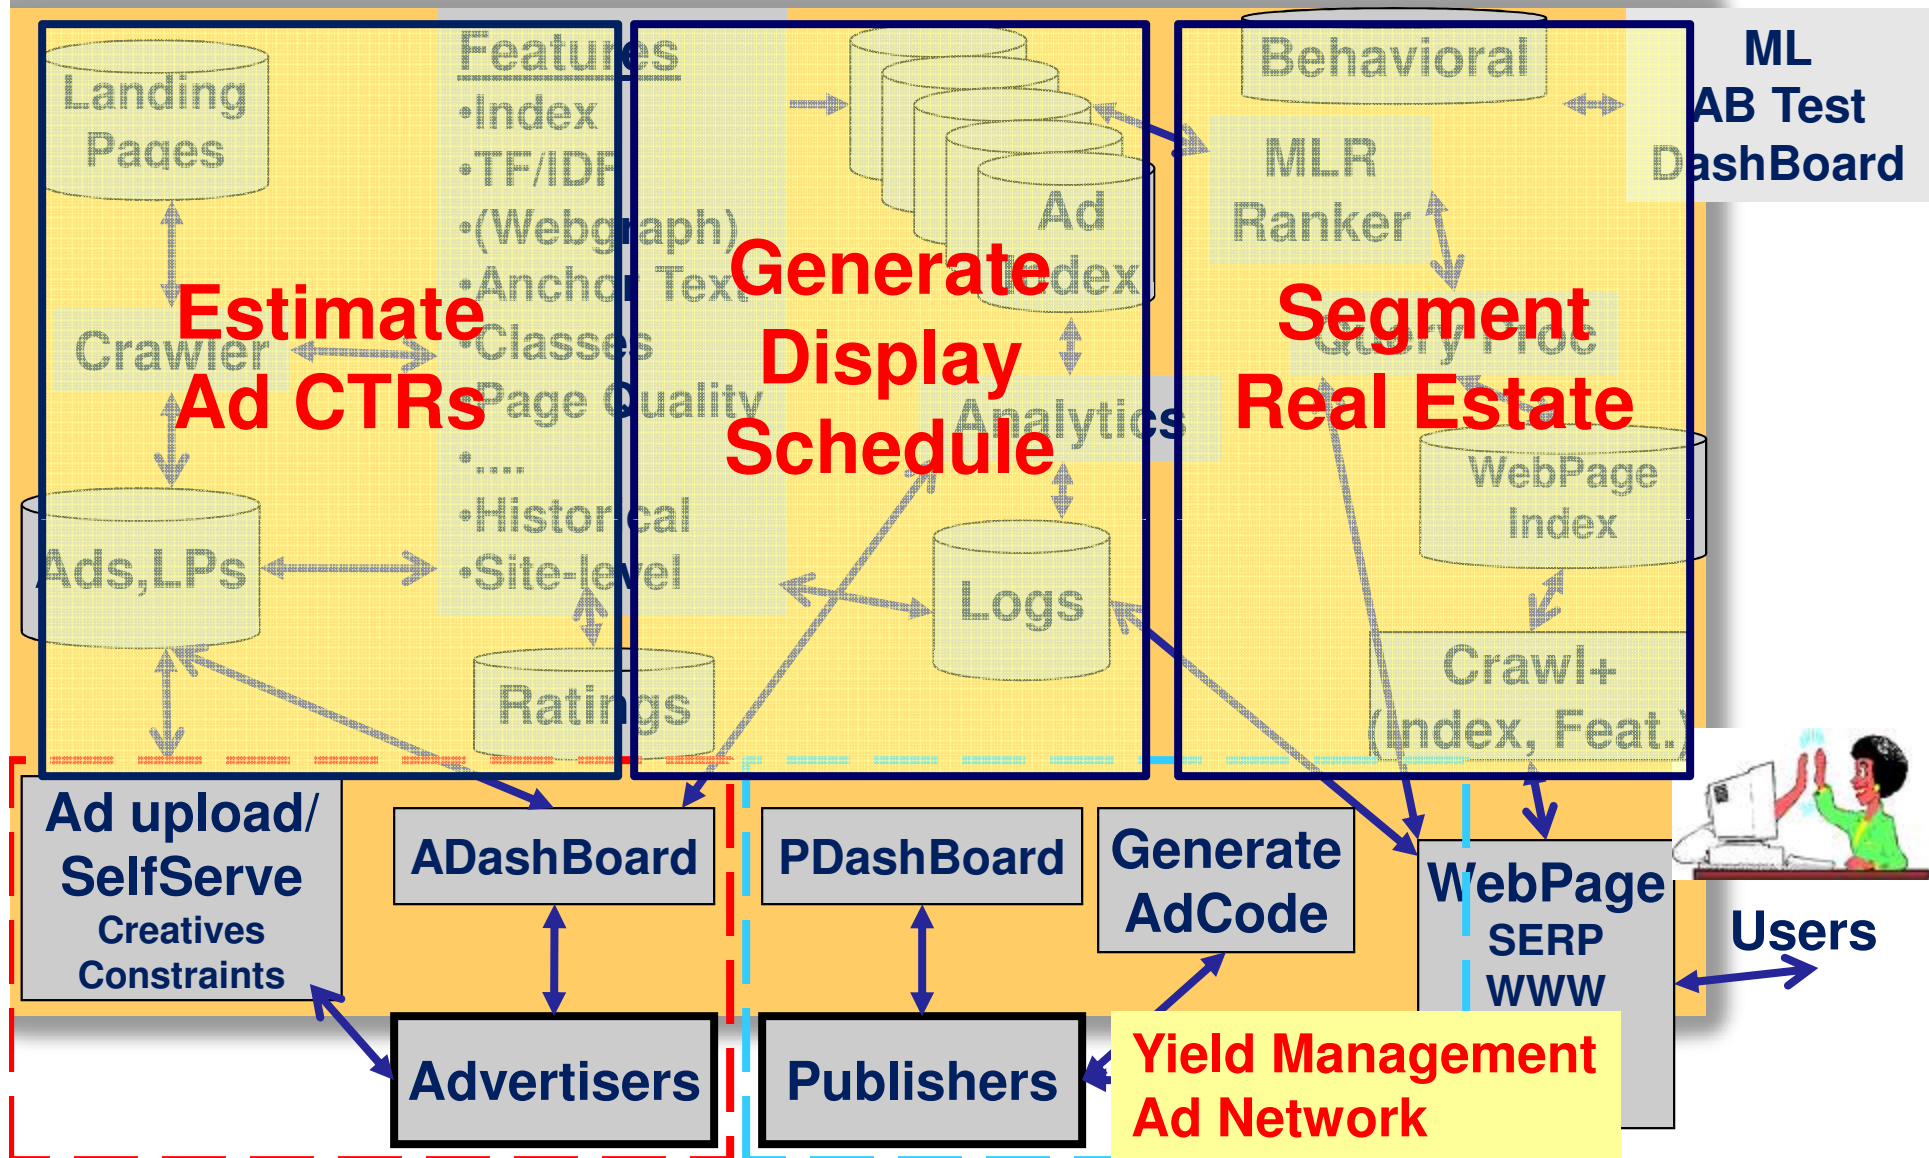 Landing
Pages
Crawler
Ads,LPs
Features
•Index
•TF/IDF
•(Webgraph)
•Anchor Text
•Classes
•Page Quality
•....
•Historical
•Site-level
Ratings
Estimate
Ad CTRs
Ad
Index
Analytics
Logs
Generate
Display
Schedule
Behavioral
MLR
Ranker
Query Proc
WebPage
Index
Crawl+
(Index, Feat.)
Segment
Real Estate
ML
AB Test
DashBoard
Ad upload/
SelfServe
Creatives
Constraints
ADashBoard
PDashBoard
Generate
AdCode
WebPage
SERP
WWW
Users
Advertisers
Publishers
Yield Management
Ad Network